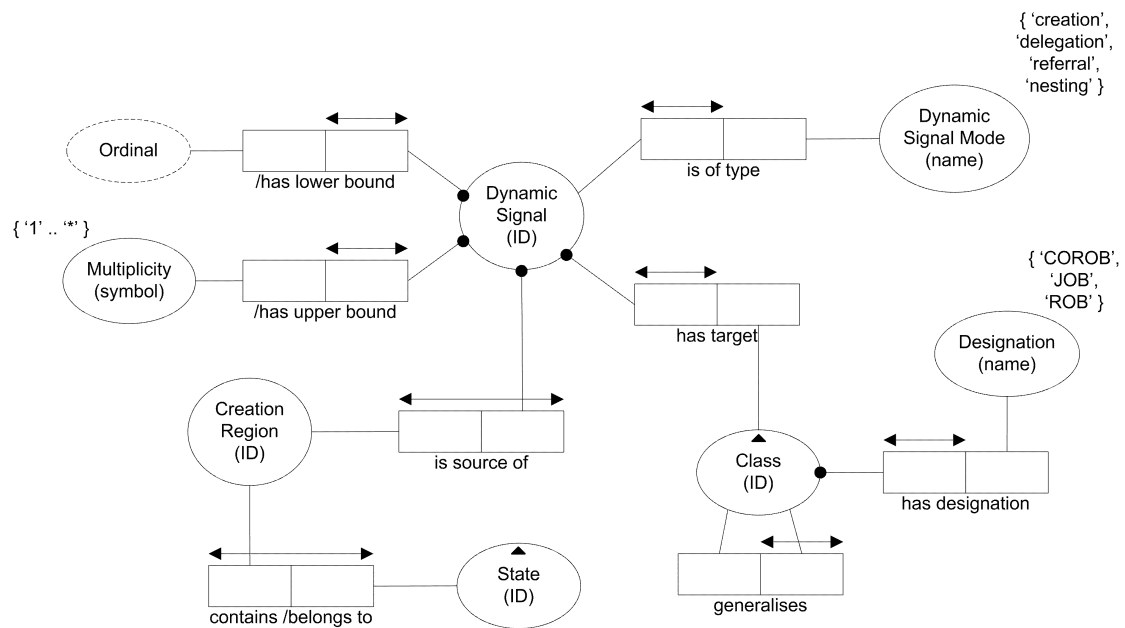 { ‘creation’,
‘delegation’,
‘referral’,
‘nesting’ }
Dynamic
Signal Mode
(name)
is of type
Ordinal
/has lower bound
Dynamic
Signal
(ID)
{ ‘1’ .. ‘*’ }
Multiplicity
(symbol)
/has upper bound
has target
{ ‘COROB’,
‘JOB’,
‘ROB’ }
Designation
(name)
Creation
Region
(ID)
is source of
Class
(ID)
has designation
contains /belongs to
State
(ID)
generalises